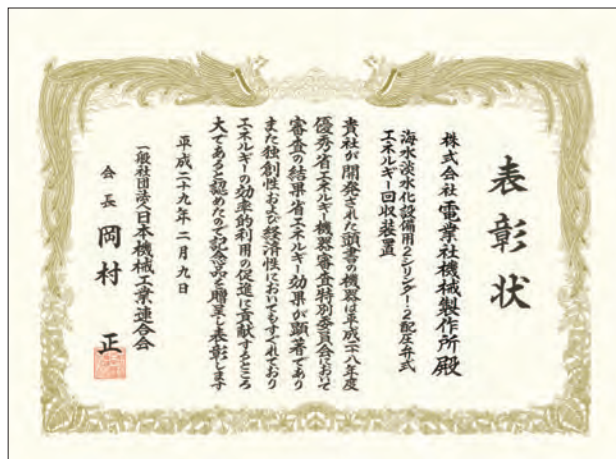 表彰状
株式会社電業社機械製作所殿
海水淡水化設備用2シリンダー・2配圧弁式
エネルギー回収装置
貴社が開発された頭書の機器は平成二十八年度
優秀省エネルギー機器審査特別委員会において
審査の結果省エネルギー効果が顕著であり
また独創性および経済性においてもすぐれており
エネルギーの効率的利用の促進に貢献するところ
大であると認めたので記念品を贈呈し表彰します
平成二十九年二月九日
一般社団法人日本機械工業連合会
会長 岡村 正